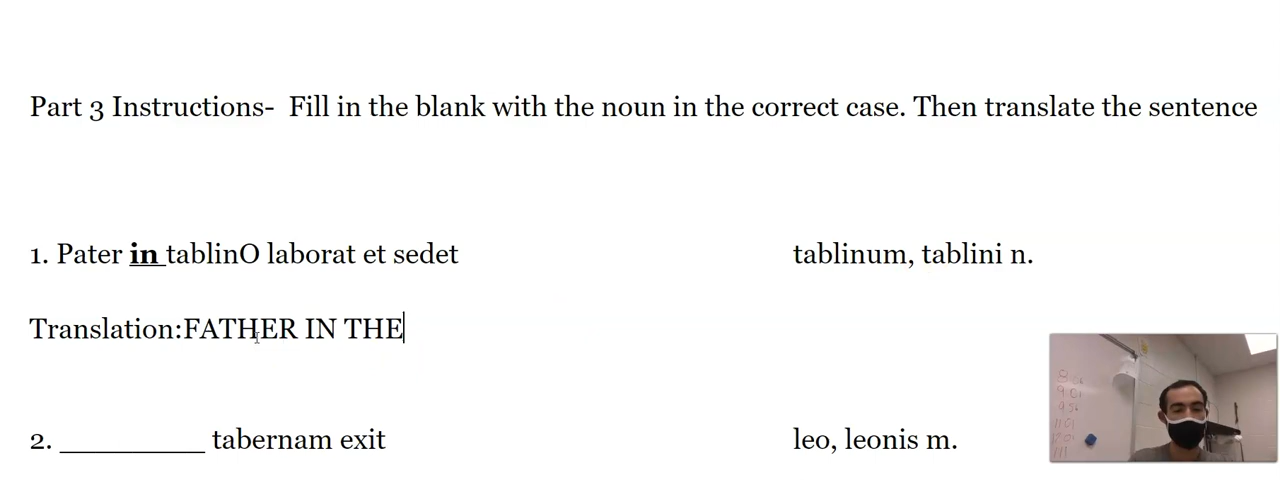 Part 3 Instructions-  Fill in the blank with the noun in the correct case. Then translate the sentence
1. Pater in tablinO laborat et sedet
tablinum, tablini n.
Translation:FATHER IN THE
2. __________ tabernam exit
leo, leonis m.